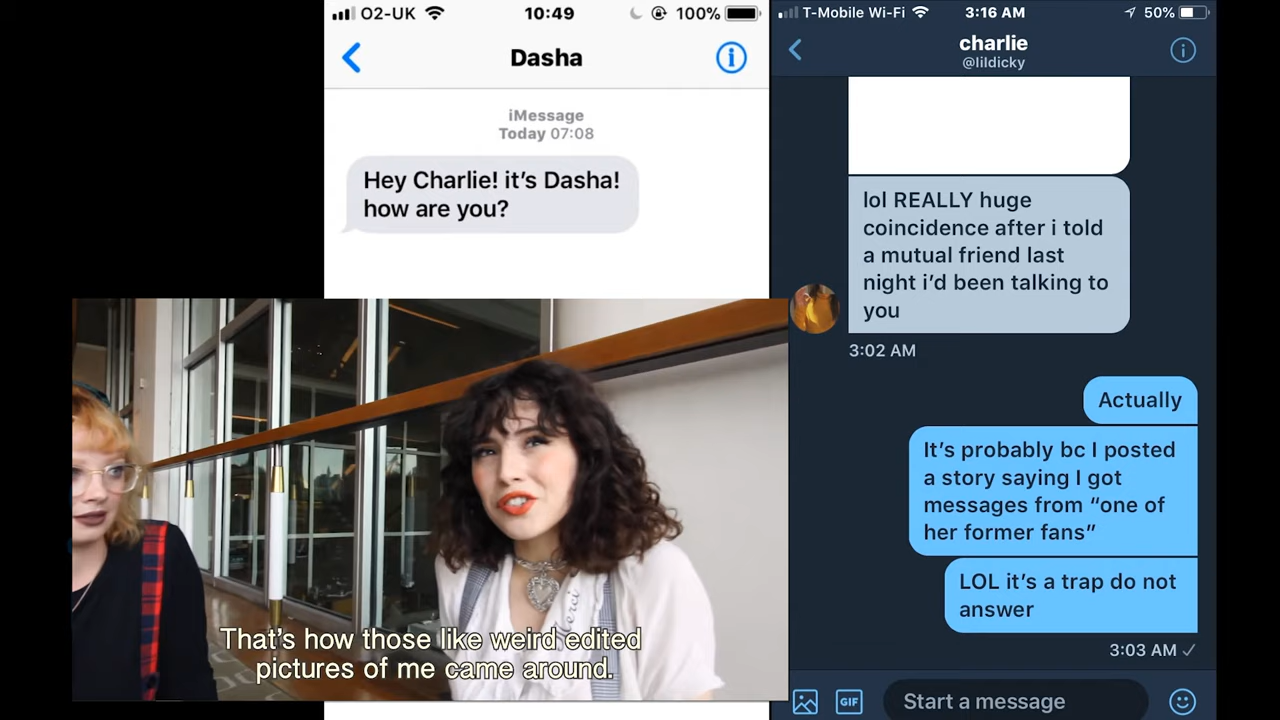 O2-UK
10:49
100%
Dasha
iMessage
Today 07:08
Hey Charlie! it's Dasha!
how are you?
T-Mobile Wi-Fi
3:16 AM
50%
charlie
@lildicky
lol REALLY huge
coincidence after i told
a mutual friend last
night i'd been talking to
you
3:02 AM
Actually
It's probably bc I posted
a story saying I got
messages from “one of
her former fans”
LOL it's a trap do not
answer
3:03 AM
GIF
Start a message
erci
That's how those like weird edited
pictures of me came around.